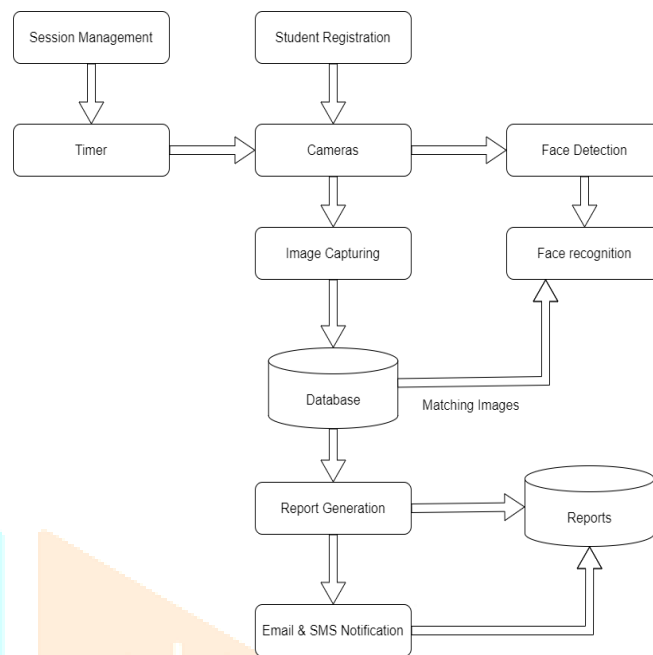 Session Management
Student Registration
Timer
Cameras
Face Detection
Image Capturing
Face recognition
Database
Matching Images
Report Generation
Reports
Email & SMS Notification